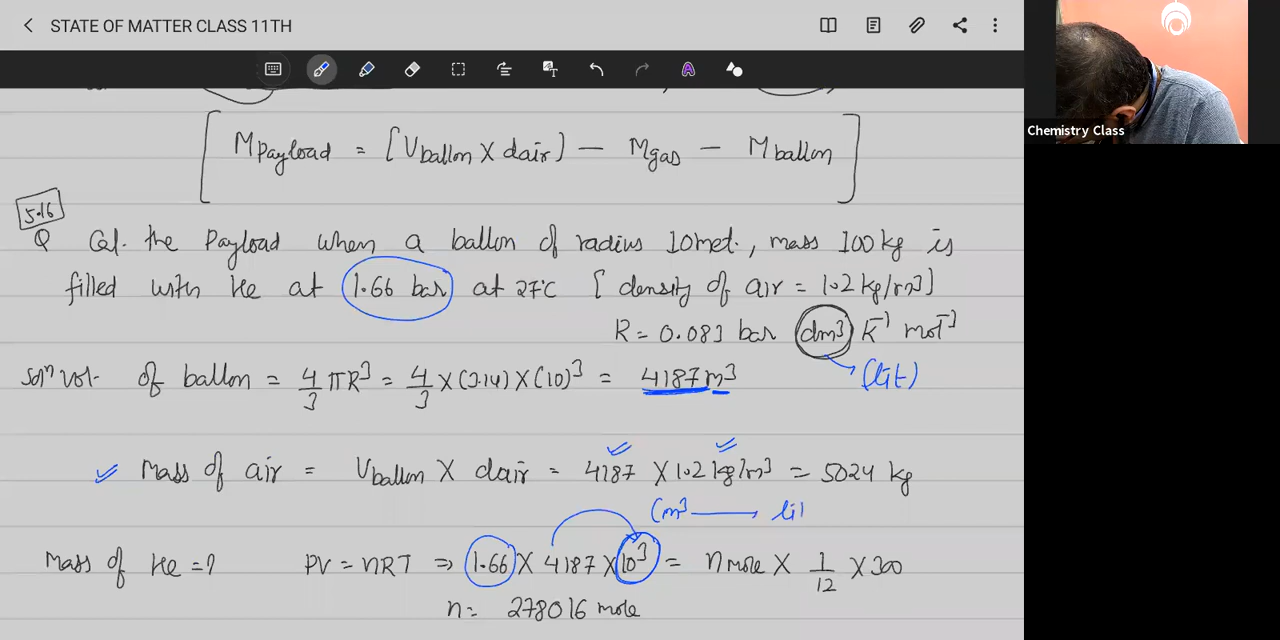 STATE OF MATTER CLASS 11TH
Chemistry Class
[ Mpayload = [Vballon X dair) - Mgas - Mballon ]
5.16
Q Cal. the Payload when a ballon of radius 10met., mass 100kg is
filled with He at 1.66 bar at 27°C [ density of air = 1.2 kg/m³]
R = 0.083 bar dm³ K⁻¹ mol⁻¹
(lit)
Solⁿ Vol. of ballon = 4/3 πR³ = 4/3 × (3.14) × (10)³ = 4187m³
Mass of air = Vballon X dair = 4187 × 1.2 kg/m³ = 5024 kg
(m³ → lit
Mass of He = ? PV = nRT ⇒ 1.66 × 4187 × 10³ = n mole × 1/12 × 300
n = 278016 mole